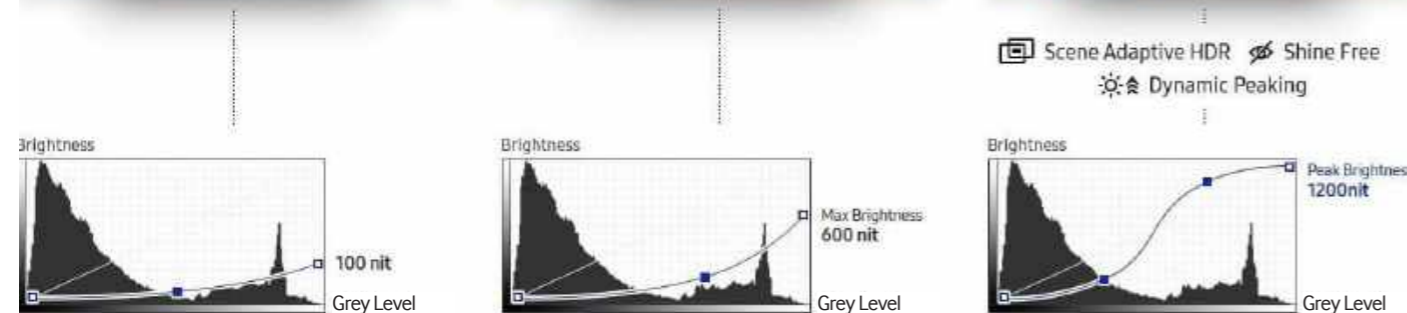 Scene Adaptive HDR Shine Free
Dynamic Peaking
Brightness
100 nit
Grey Level
Brightness
Max Brightness
600 nit
Grey Level
Brightness
Peak Brightnes
1200nit
Grey Level